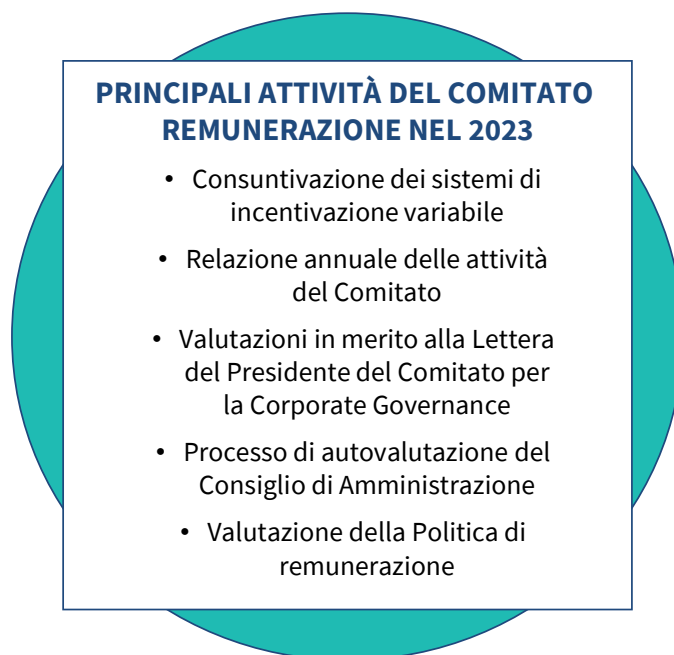 PRINCIPALI ATTIVITÀ DEL COMITATO
REMUNERAZIONE NEL 2023
• Consuntivazione dei sistemi di
incentivazione variabile
• Relazione annuale delle attività
del Comitato
• Valutazioni in merito alla Lettera
del Presidente del Comitato per
la Corporate Governance
• Processo di autovalutazione del
Consiglio di Amministrazione
• Valutazione della Politica di
remunerazione